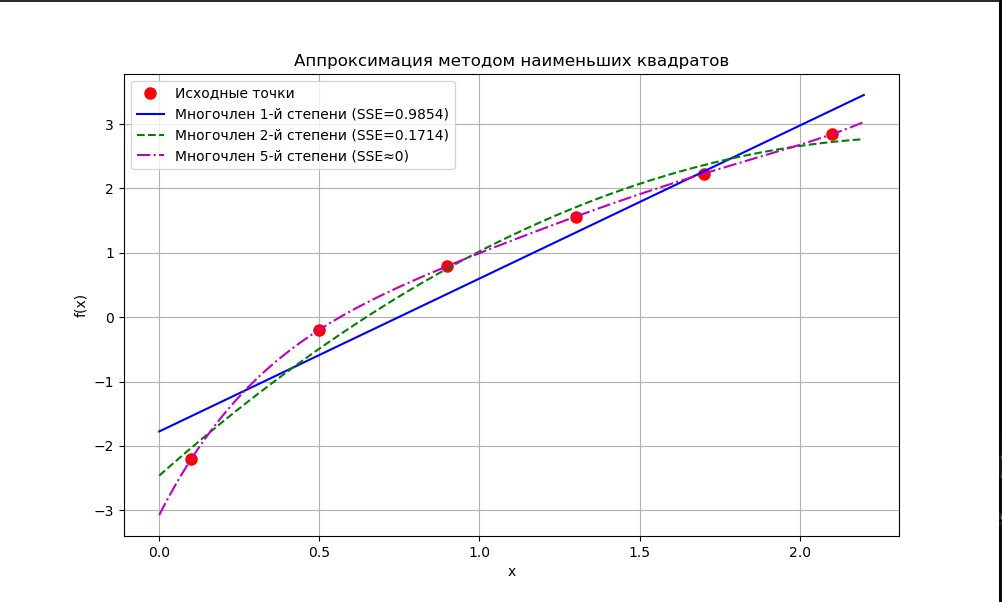 Аппроксимация методом наименьших квадратов
Исходные точки
Многочлен 1-й степени (SSE=0.9854)
Многочлен 2-й степени (SSE=0.1714)
Многочлен 5-й степени (SSE≈0)
3
2
1
0
−1
−2
−3
f(x)
0.0 0.5 1.0 1.5 2.0
x